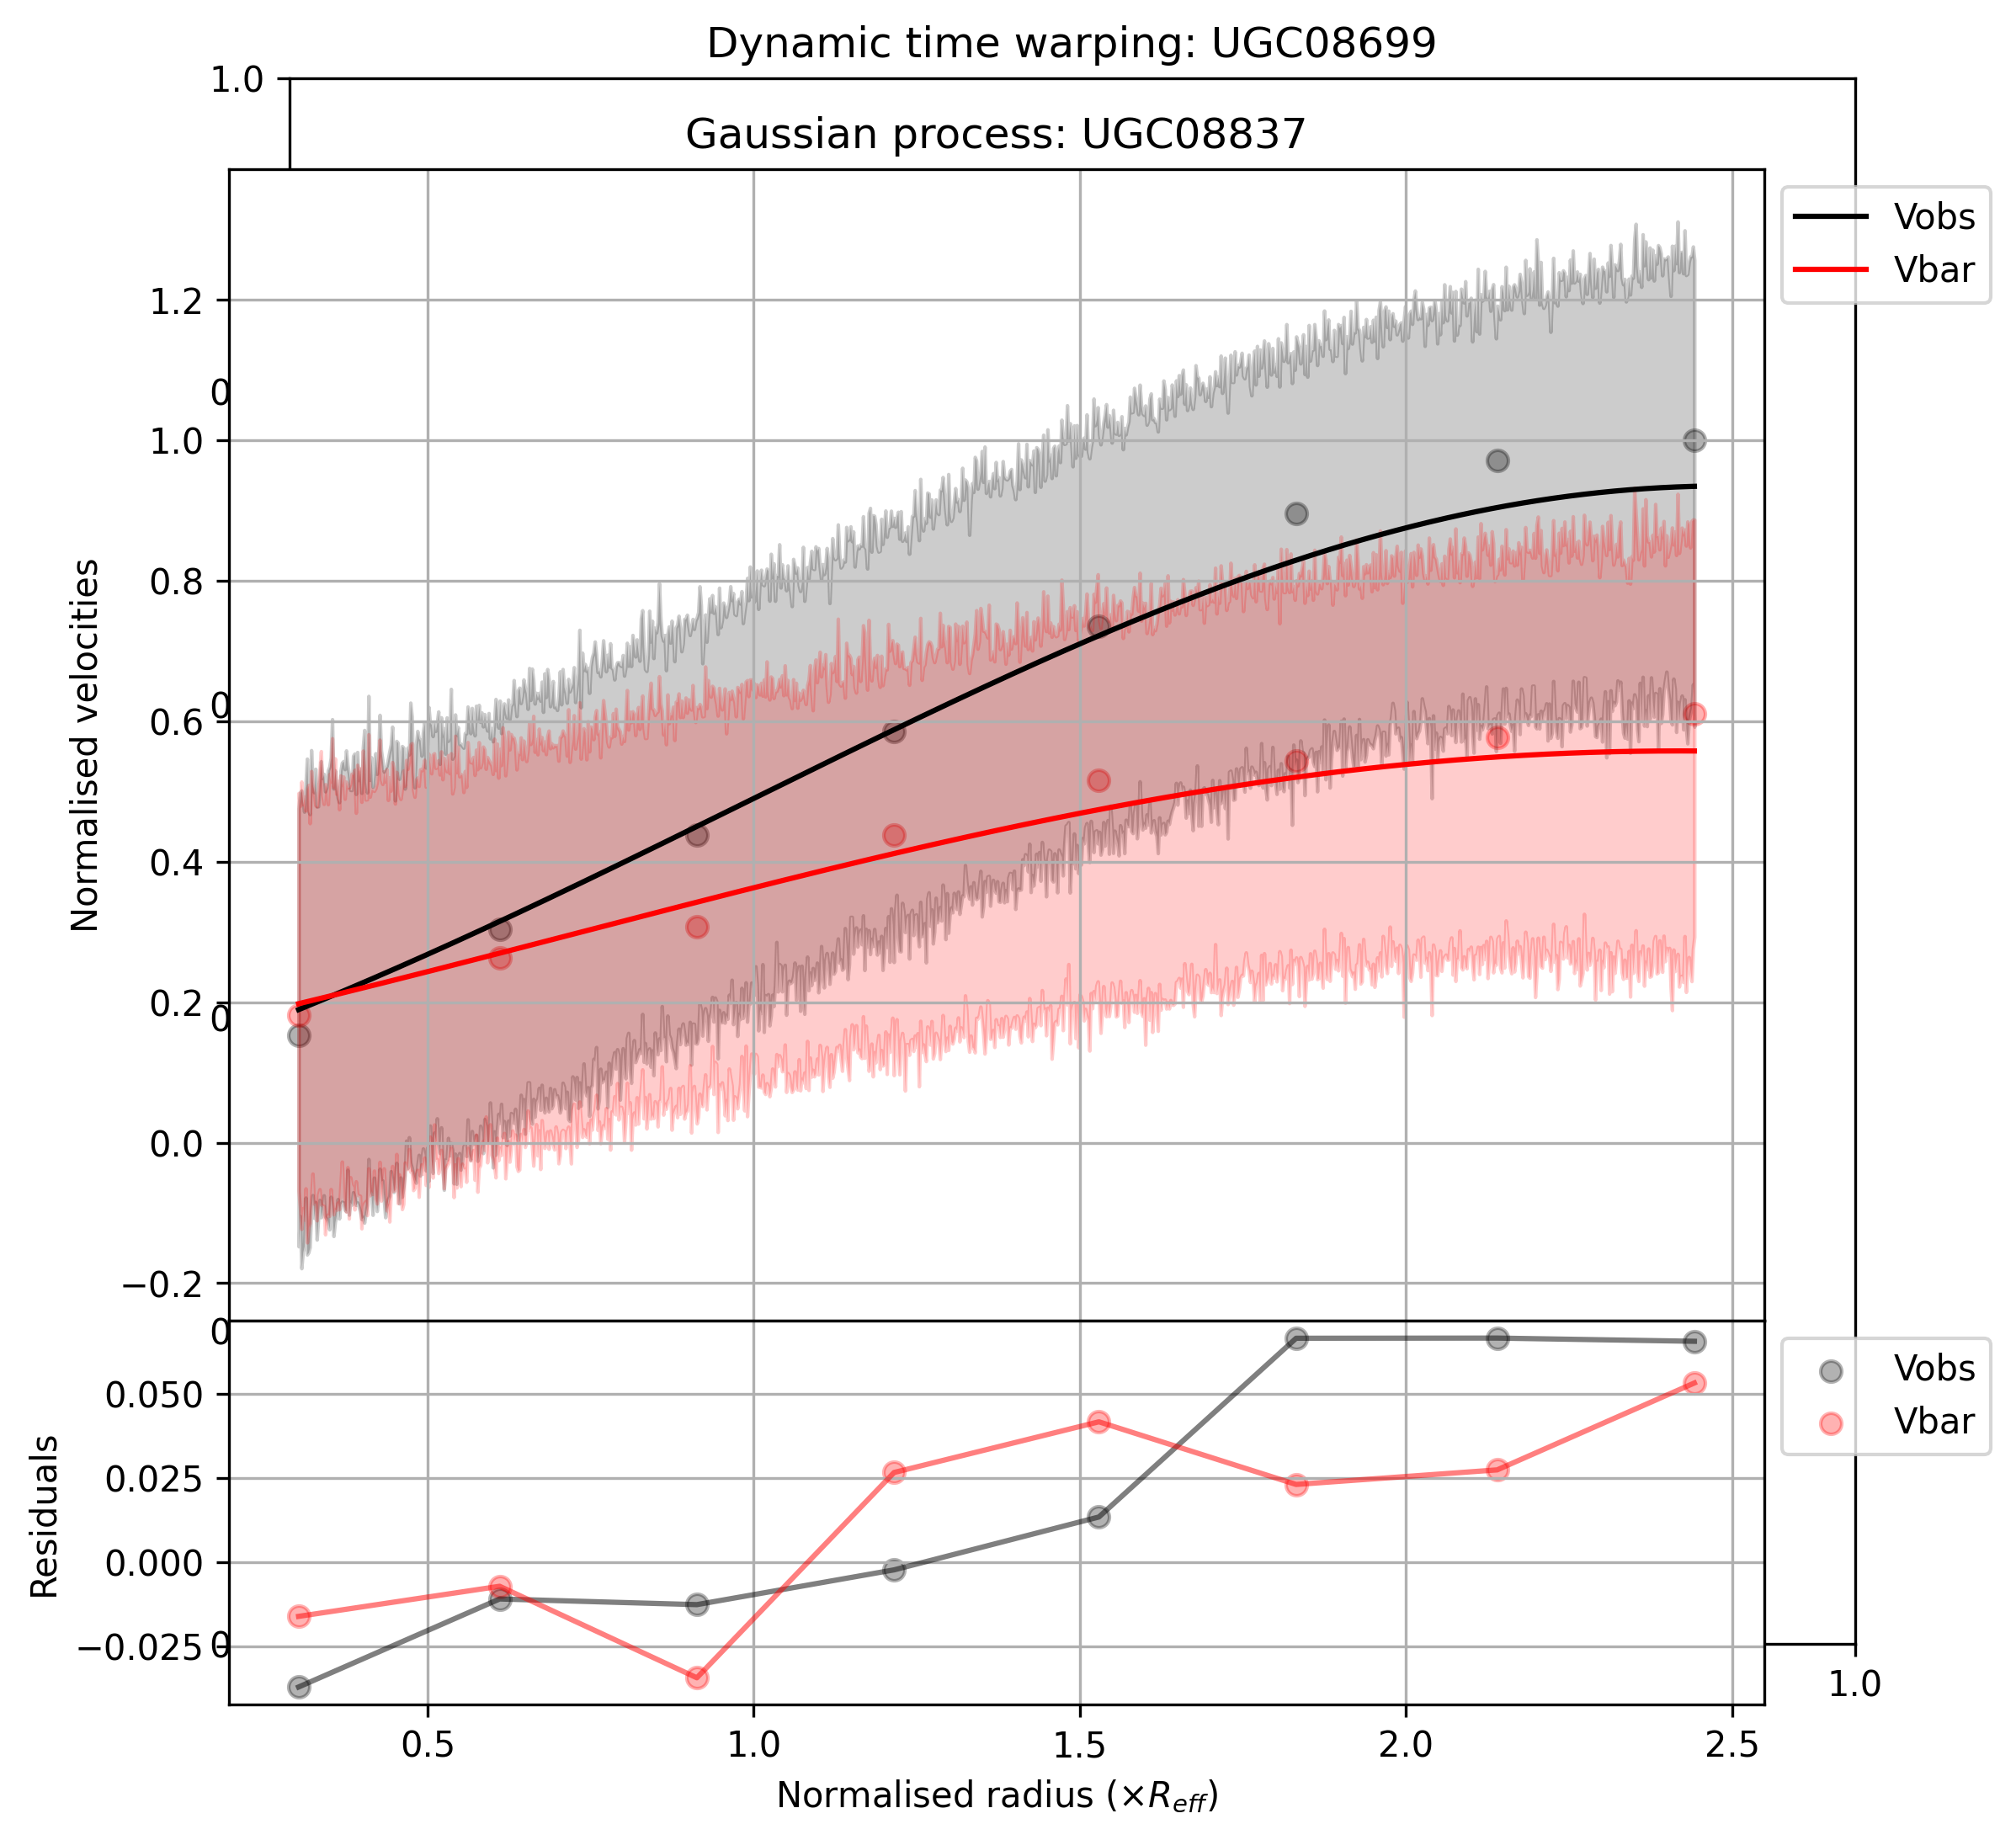 Dynamic time warping: UGC08699
1.0
Gaussian process: UGC08837
Vobs
Vbar
1.2
0
1.0
0.8
0
0.6
0.4
0.2
0
0.0
−0.2
Normalised velocities
0
Vobs
Vbar
0.050
0.025
0.000
−0.025
0
Residuals
1.0
0.5 1.0 1.5 2.0 2.5
Normalised radius (×R_eff)